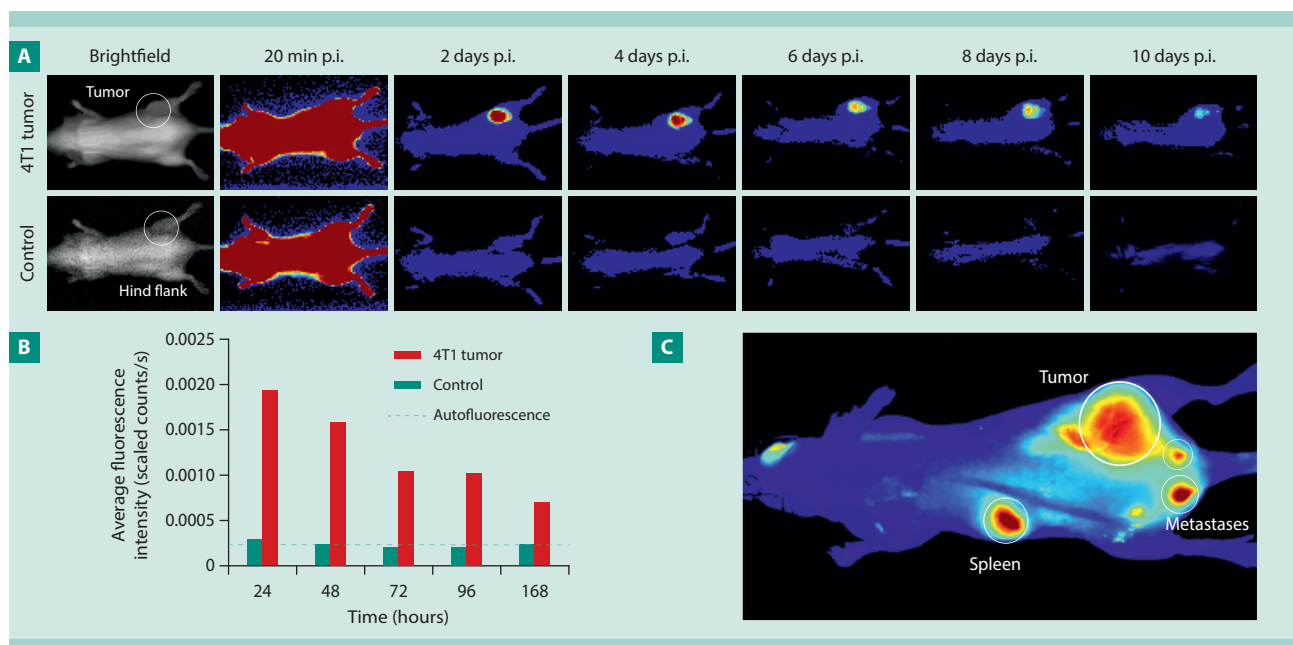 A
Brightfield
20 min p.i.
2 days p.i.
4 days p.i.
6 days p.i.
8 days p.i.
10 days p.i.
4T1 tumor
Tumor
Control
Hind flank
B
Average fluorescence
intensity (scaled counts/s)
0.0025
0.0020
0.0015
0.0010
0.0005
0
4T1 tumor
Control
Autofluorescence
24
48
72
96
168
Time (hours)
C
Tumor
Metastases
Spleen